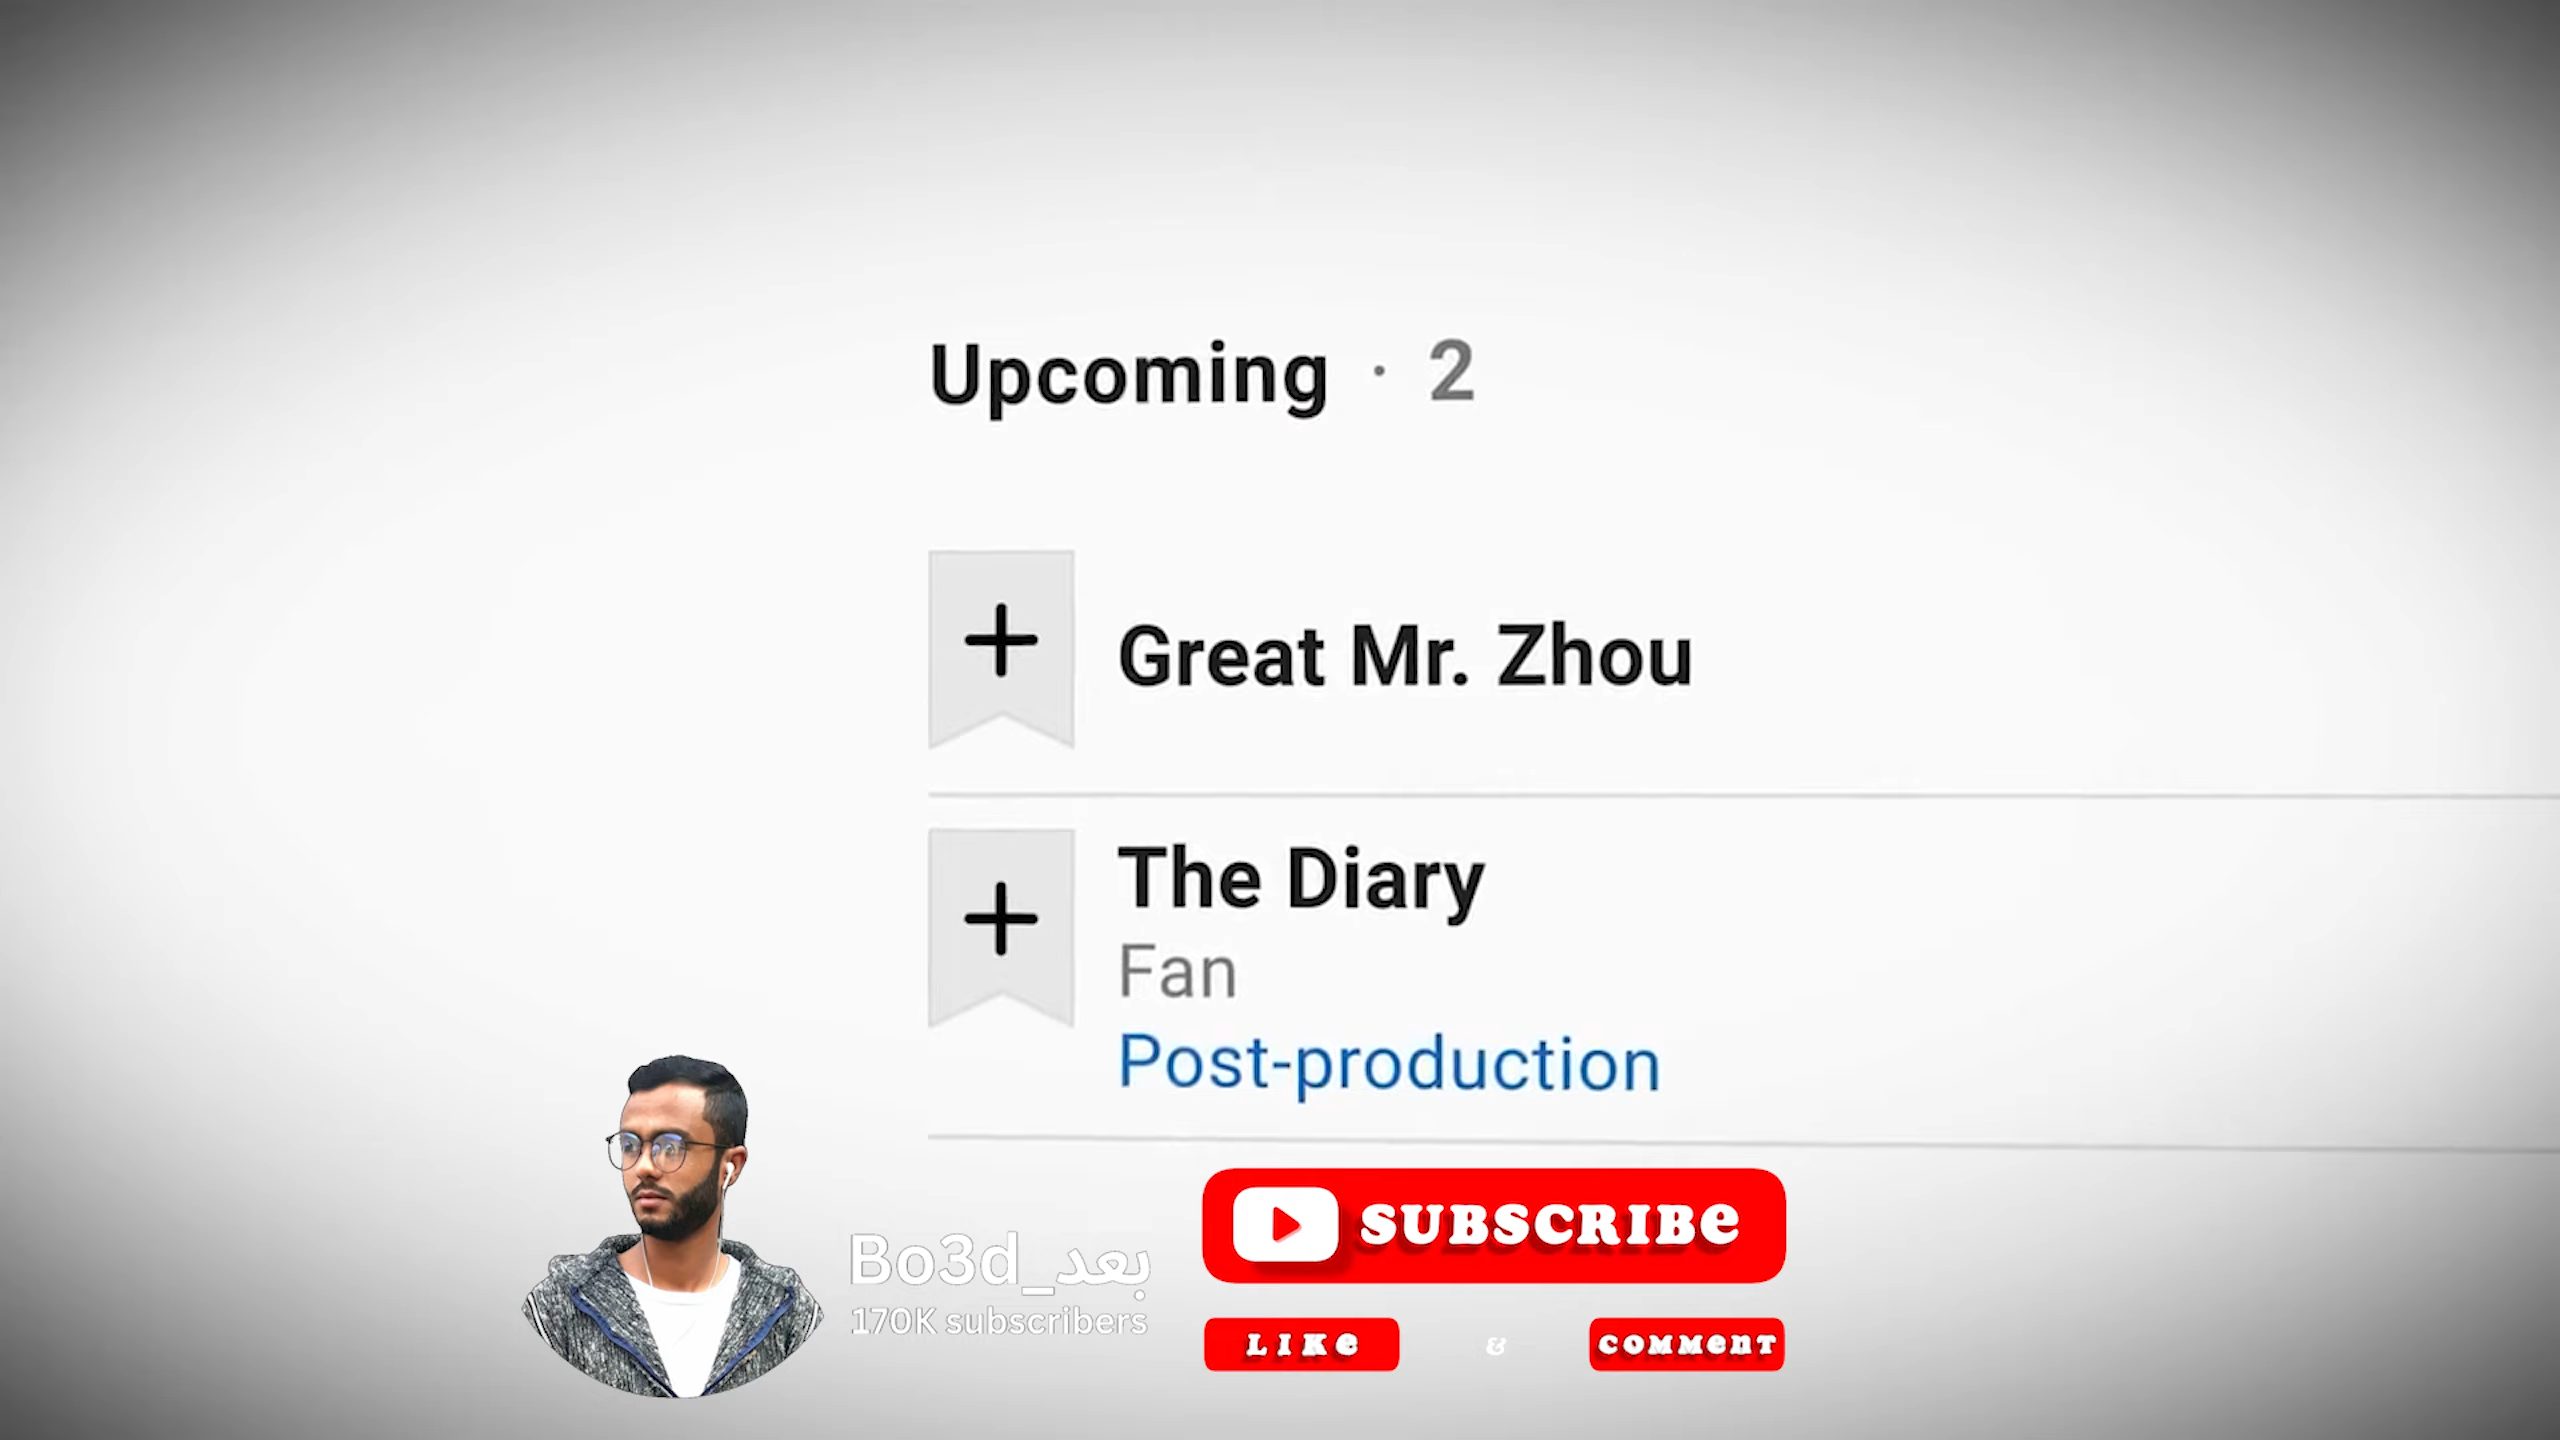 Upcoming · 2
Great Mr. Zhou
The Diary
Fan
Post-production
Bo3d_بعد
170K subscribers
SUBSCRIBe
LIKe & COMMenT